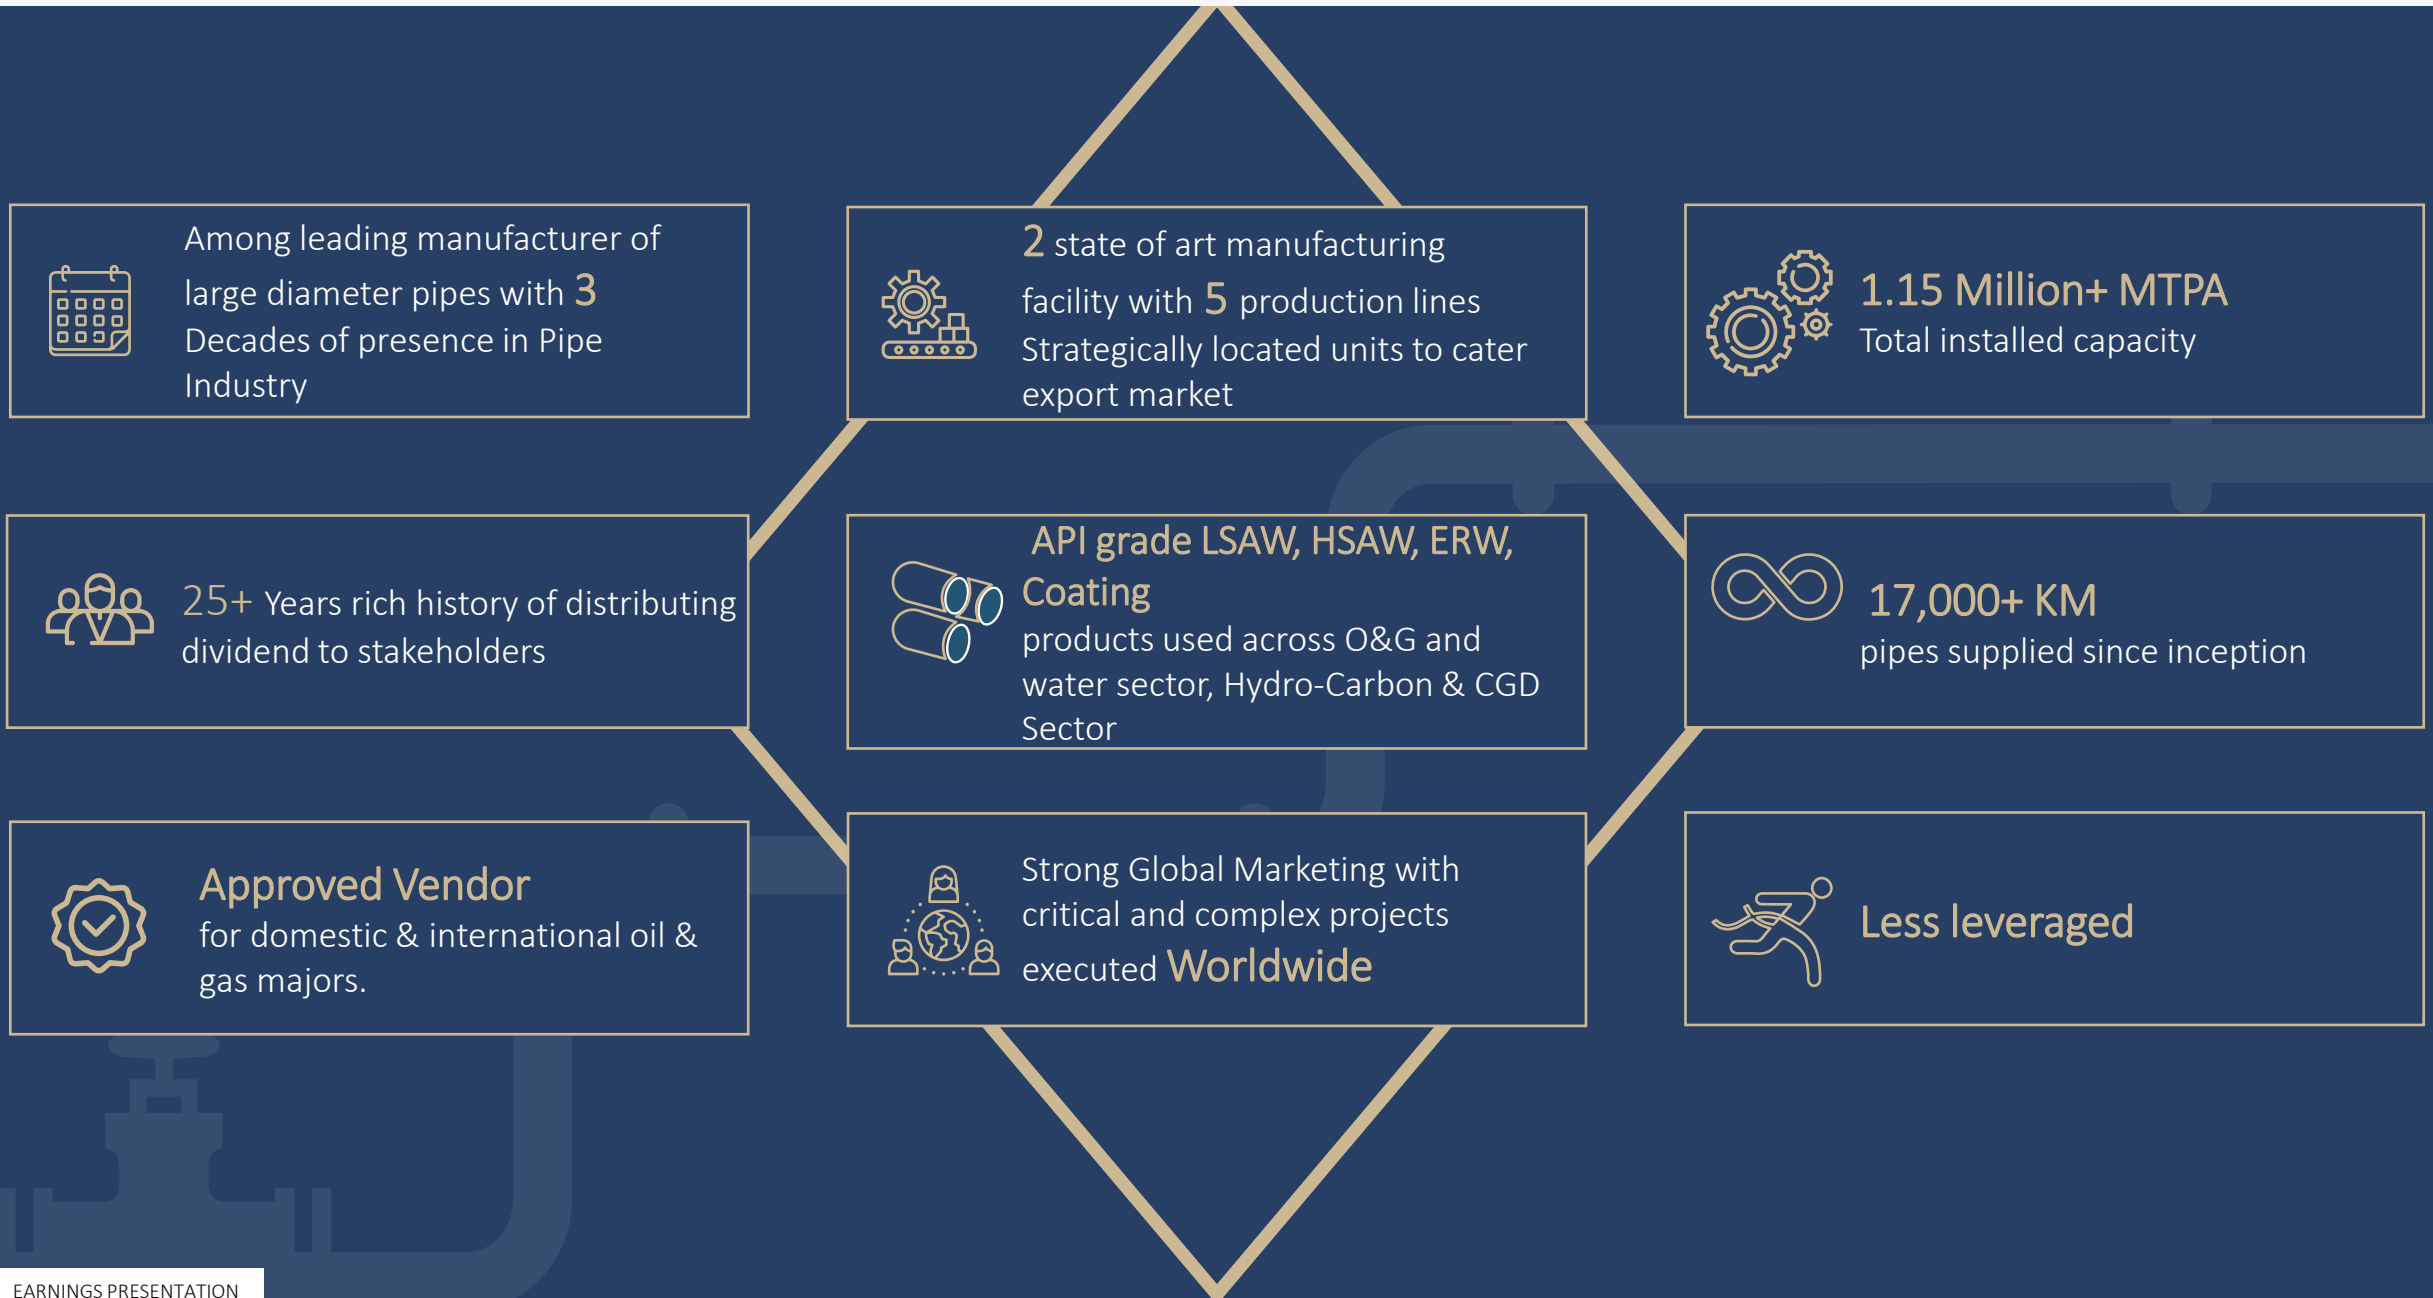 Among leading manufacturer of
large diameter pipes with 3
Decades of presence in Pipe
Industry
2 state of art manufacturing
facility with 5 production lines
Strategically located units to cater
export market
1.15 Million+ MTPA
Total installed capacity
25+ Years rich history of distributing
dividend to stakeholders
API grade LSAW, HSAW, ERW,
Coating
products used across O&G and
water sector, Hydro-Carbon & CGD
Sector
17,000+ KM
pipes supplied since inception
Approved Vendor
for domestic & international oil &
gas majors.
Strong Global Marketing with
critical and complex projects
executed Worldwide
Less leveraged
EARNINGS PRESENTATION